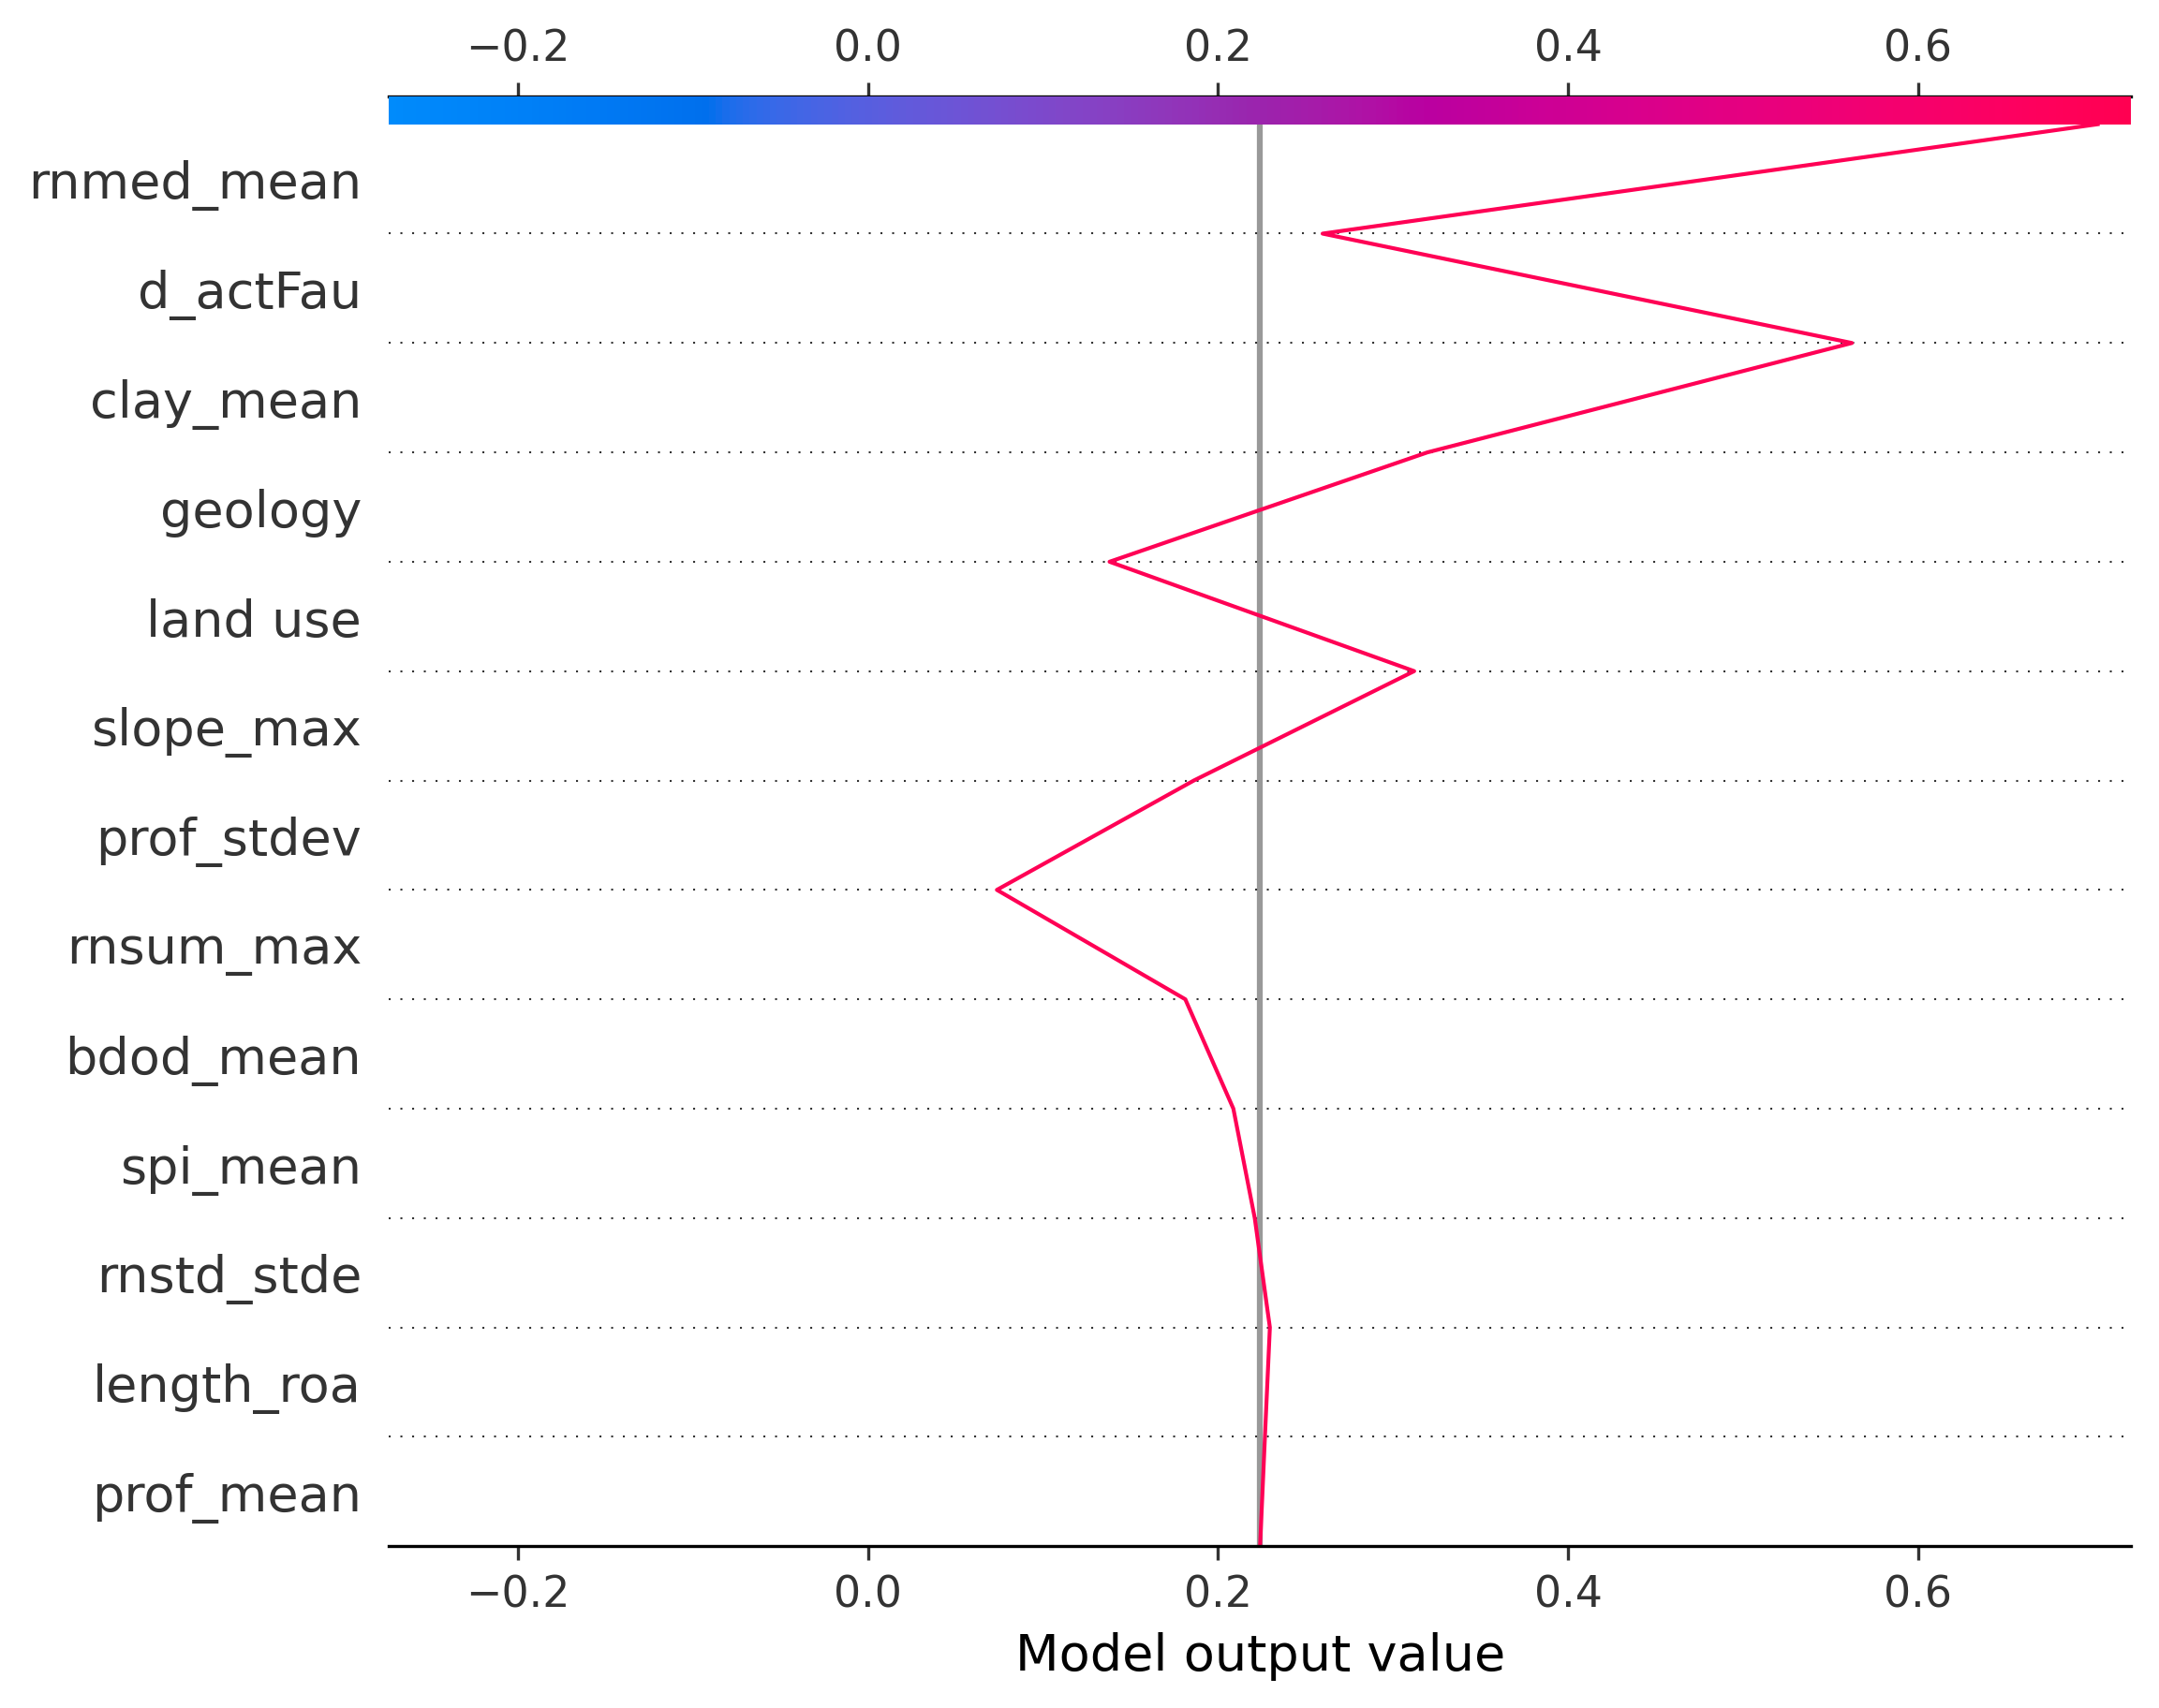 −0.2 0.0 0.2 0.4 0.6
rnmed_mean
d_actFau
clay_mean
geology
land use
slope_max
prof_stdev
rnsum_max
bdod_mean
spi_mean
rnstd_stde
length_roa
prof_mean
−0.2 0.0 0.2 0.4 0.6
Model output value